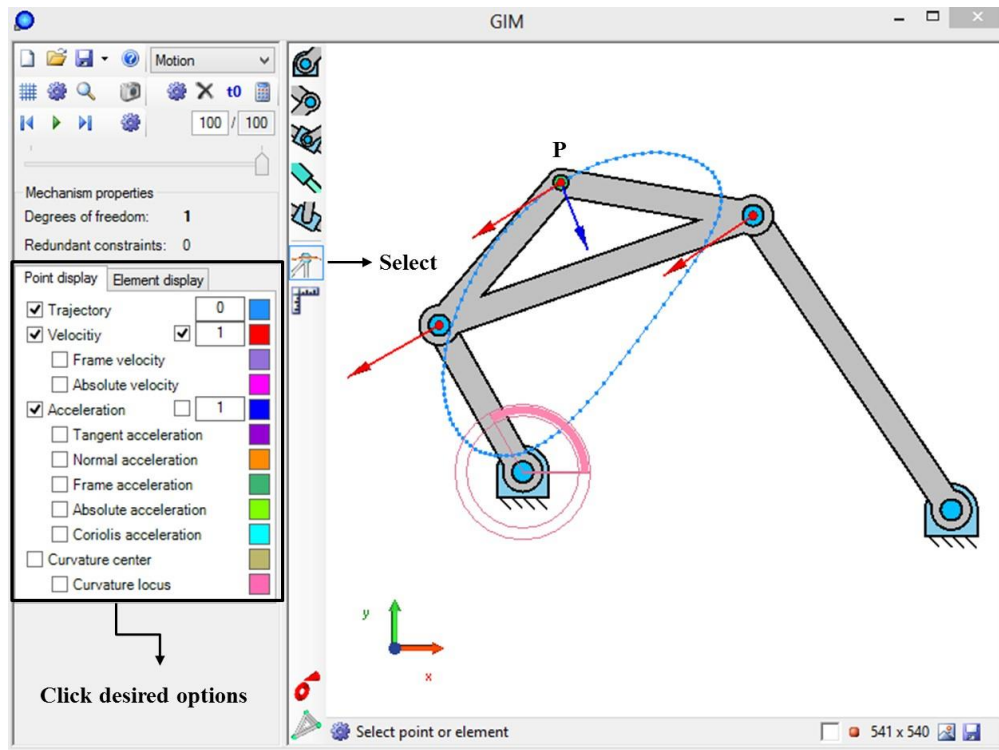 GIM
Motion
t0
100 / 100
Mechanism properties
Degrees of freedom: 1
Redundant constraints: 0
Point display Element display
Trajectory 0
Velocitiy 1
Frame velocity
Absolute velocity
Acceleration 1
Tangent acceleration
Normal acceleration
Frame acceleration
Absolute acceleration
Coriolis acceleration
Curvature center
Curvature locus
Click desired options
Select
P
y
x
Select point or element
541 x 540